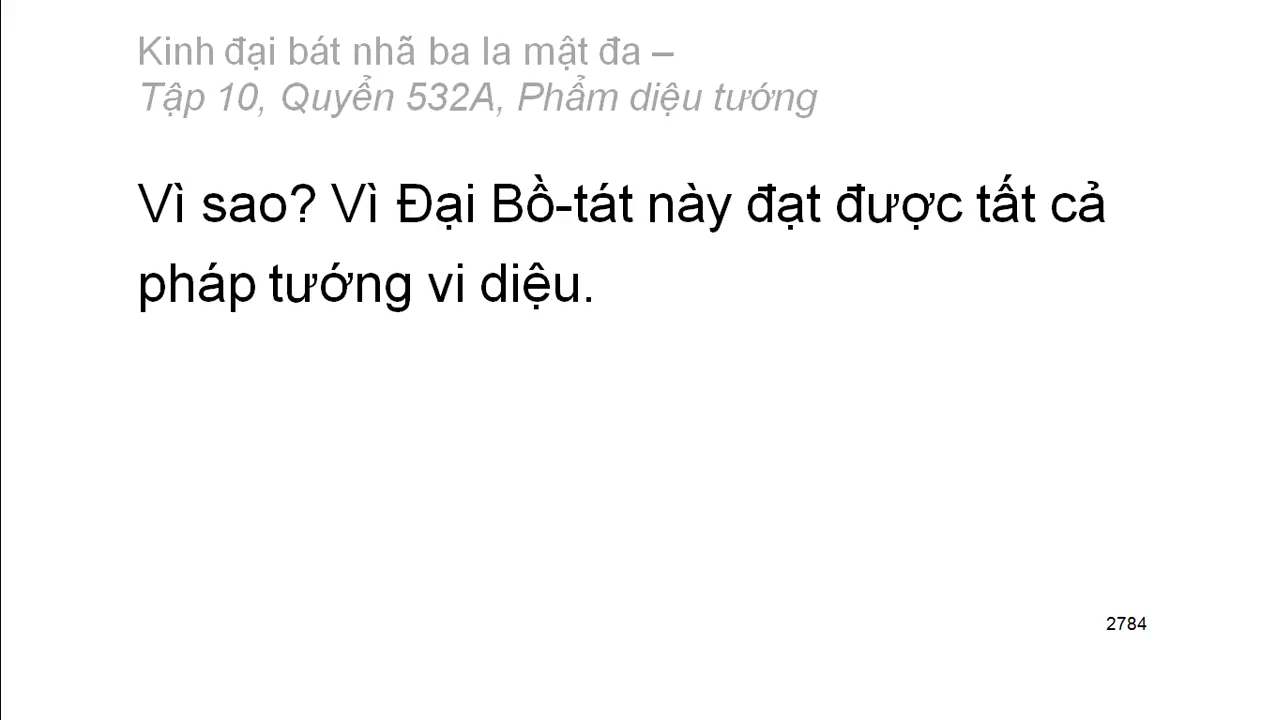 Kinh đại bát nhã ba la mật đa –
Tập 10, Quyển 532A, Phẩm diệu tướng
Vì sao? Vì Đại Bồ-tát này đạt được tất cả
pháp tướng vi diệu.
2784